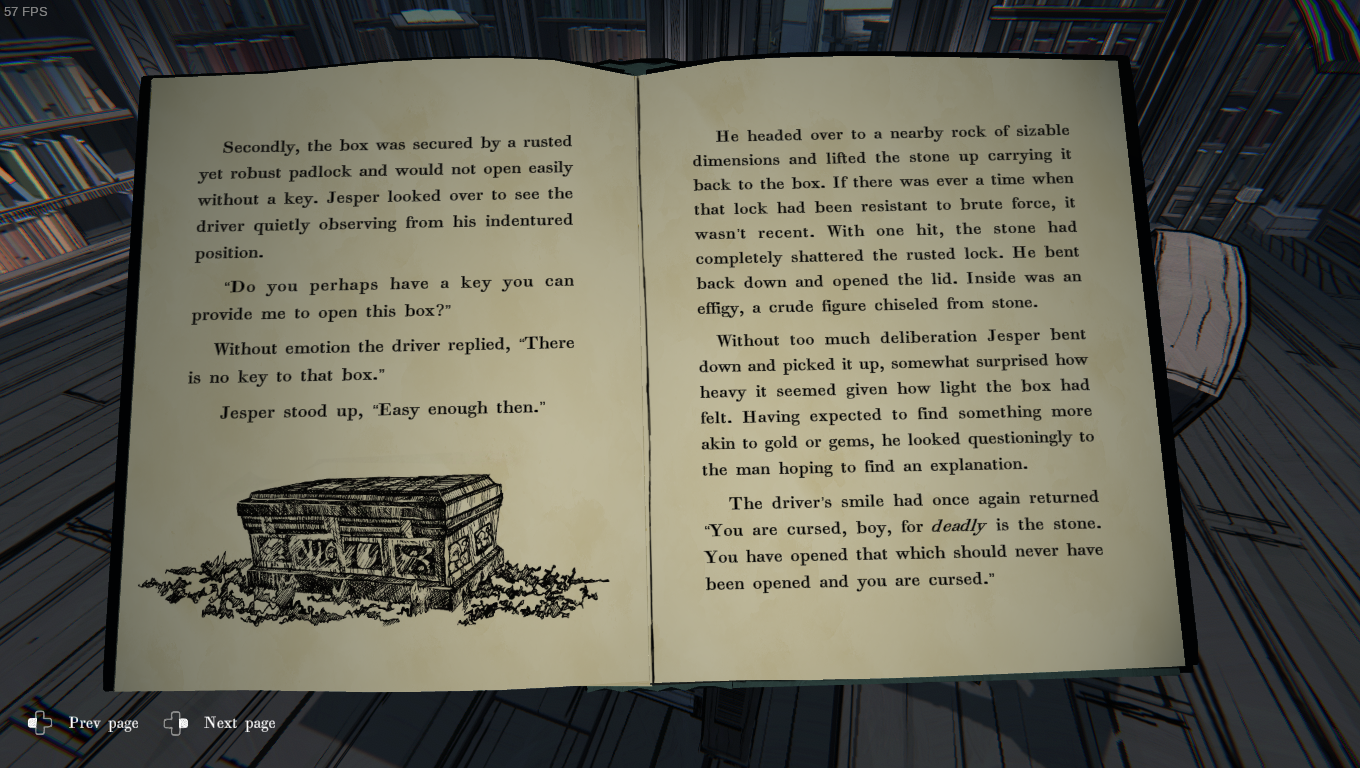 57 FPS
Secondly, the box was secured by a rusted
yet robust padlock and would not open easily
without a key. Jesper looked over to see the
driver quietly observing from his indentured
position.
"Do you perhaps have a key you can
provide me to open this box?"
Without emotion the driver replied, "There
is no key to that box."
Jesper stood up, "Easy enough then."
He headed over to a nearby rock of sizable
dimensions and lifted the stone up carrying it
back to the box. If there was ever a time when
that lock had been resistant to brute force, it
wasn't recent. With one hit, the stone had
completely shattered the rusted lock. He bent
back down and opened the lid. Inside was an
effigy, a crude figure chiseled from stone.
Without too much deliberation Jesper bent
down and picked it up, somewhat surprised how
heavy it seemed given how light the box had
felt. Having expected to find something more
akin to gold or gems, he looked questioningly to
the man hoping to find an explanation.
The driver's smile had once again returned
"You are cursed, boy, for deadly is the stone.
You have opened that which should never have
been opened and you are cursed."
Prev page
Next page